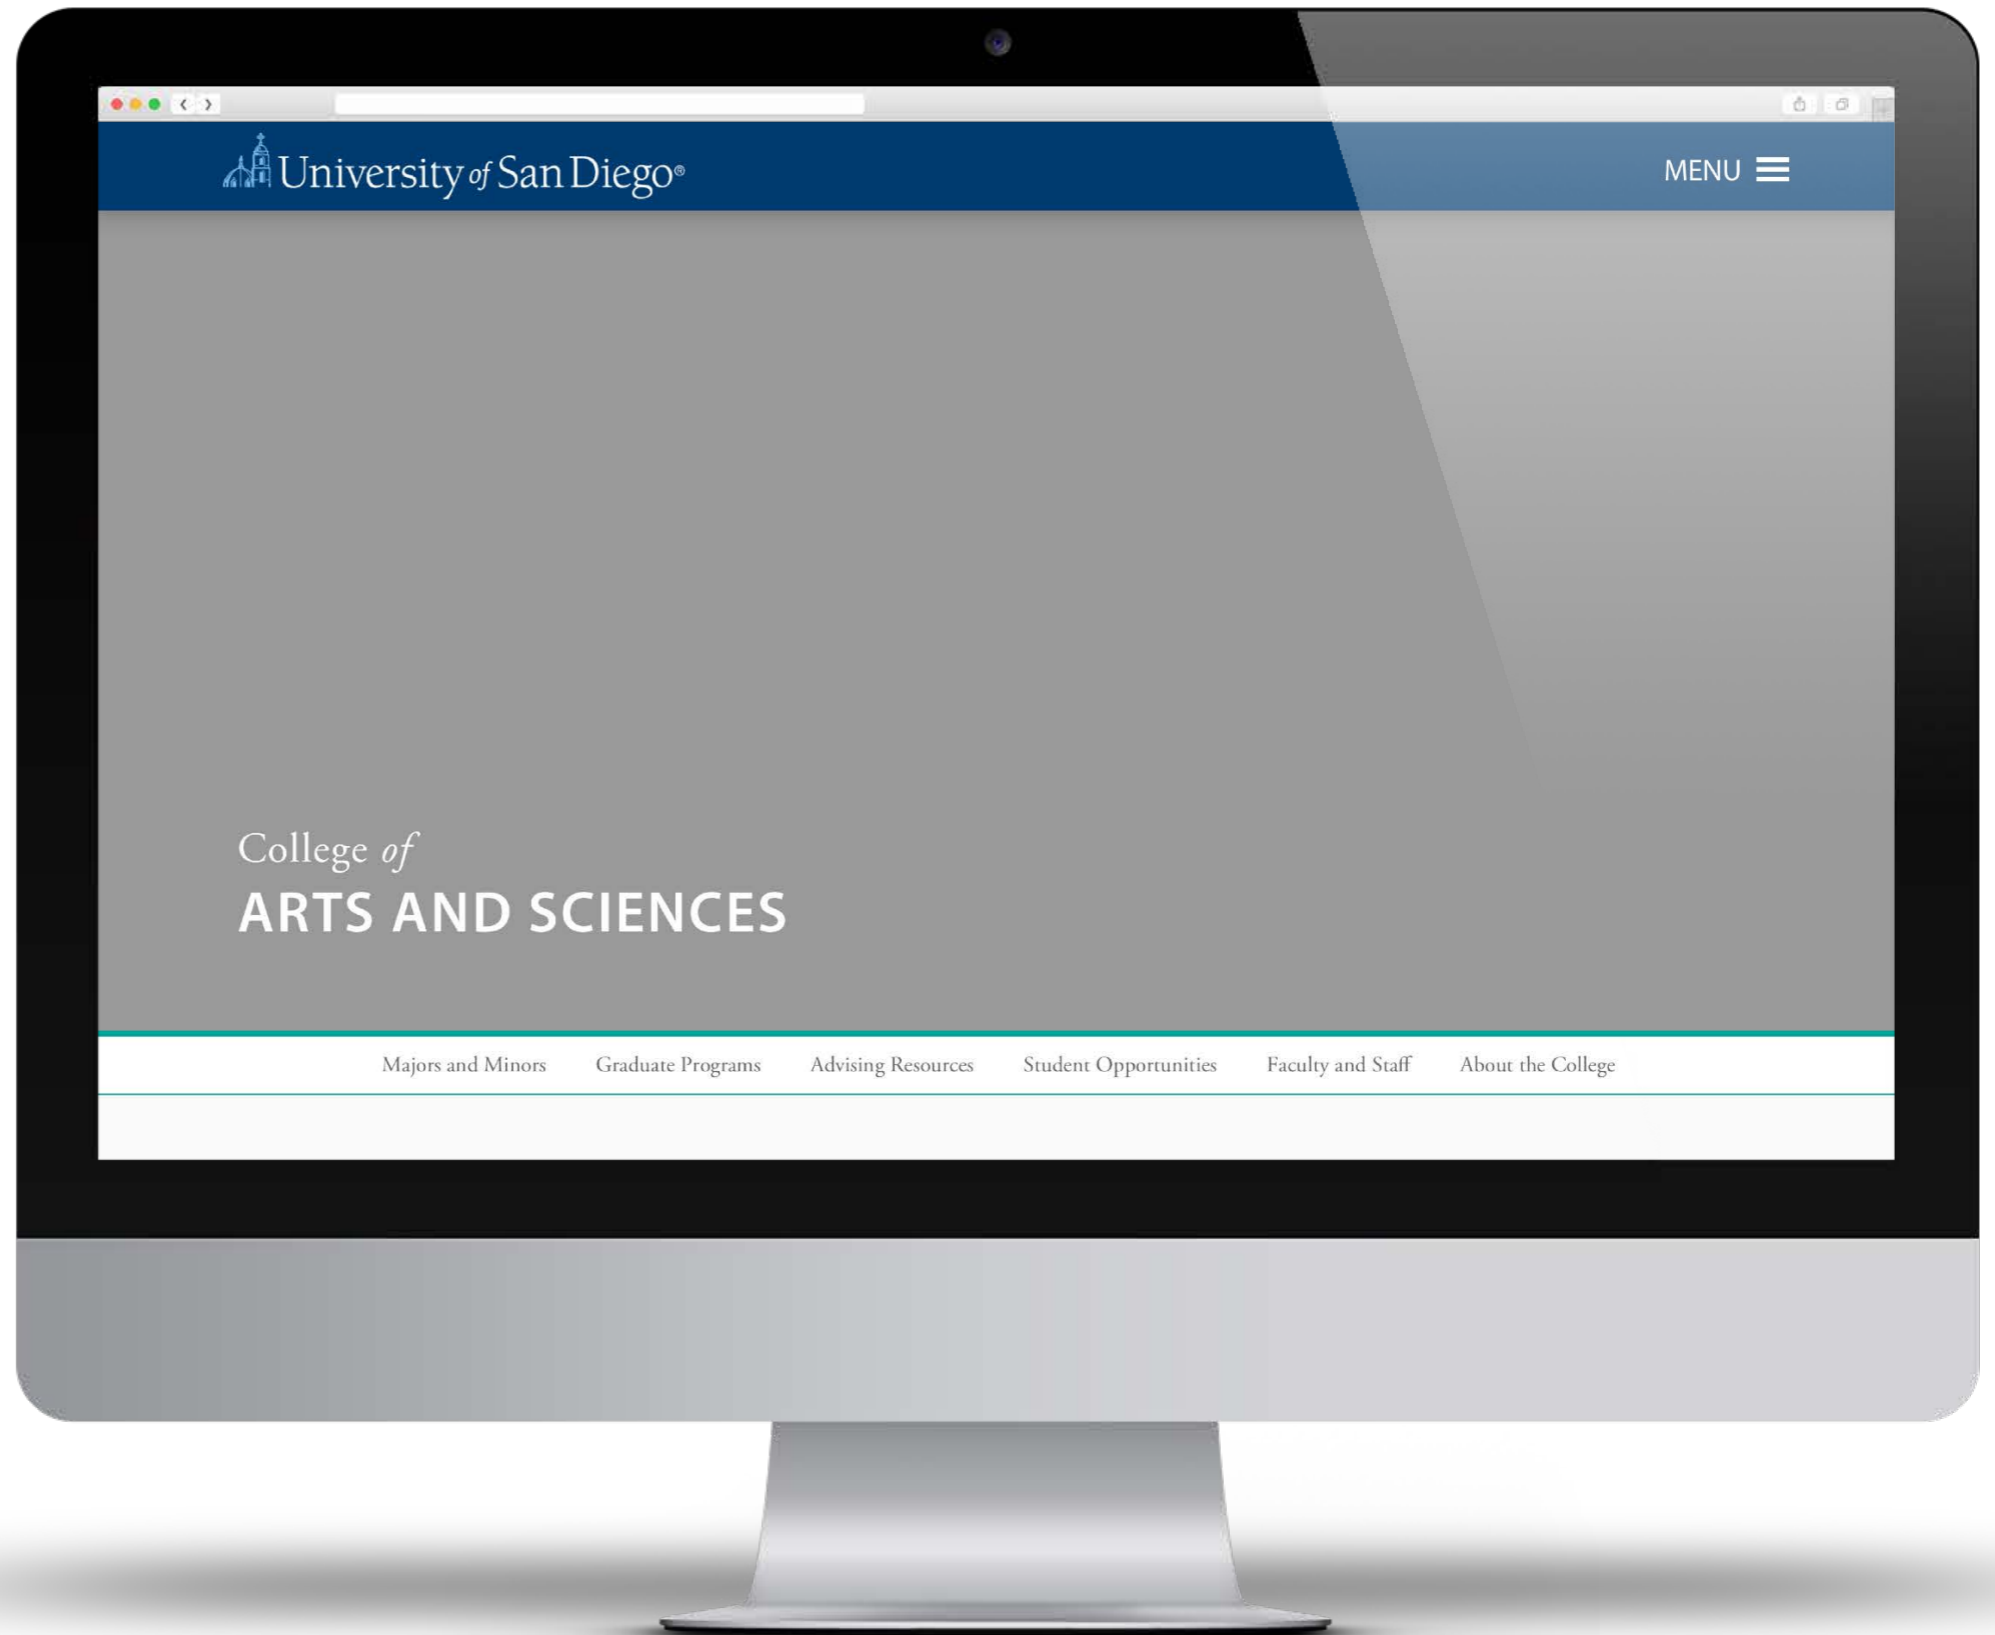 University of San Diego®
MENU
College of
ARTS AND SCIENCES
Majors and Minors Graduate Programs Advising Resources Student Opportunities Faculty and Staff About the College